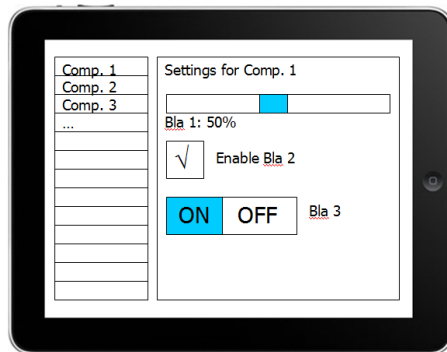 Comp. 1
Comp. 2
Comp. 3
...
Settings for Comp. 1
Bla 1: 50%
√ Enable Bla 2
ON OFF Bla 3